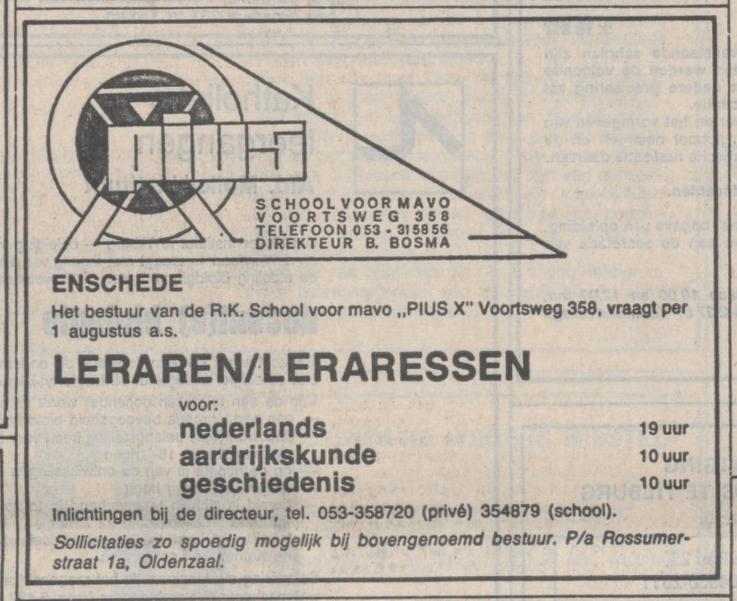 SCHOOL VOOR MAVO
VOORTSWEG 358
TELEFOON 053 - 315856
DIREKTEUR B. BOSMA
ENSCHEDE
Het bestuur van de R.K. School voor mavo ,,PIUS X" Voortsweg 358, vraagt per
1 augustus a.s.
LERAREN/LERARESSEN
voor:
nederlands 19 uur
aardrijkskunde 10 uur
geschiedenis 10 uur
Inlichtingen bij de directeur, tel. 053-358720 (privé) 354879 (school).
Sollicitaties zo spoedig mogelijk bij bovengenoemd bestuur. P/a Rossumer-
straat 1a, Oldenzaal.